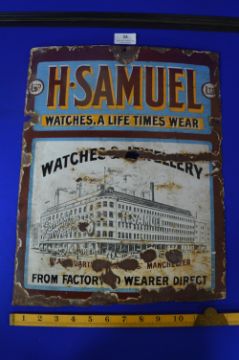 H·SAMUEL
WATCHES, A LIFE TIMES WEAR
WATCHES & JEWELLERY
MANCHESTER
FROM FACTORY TO WEARER DIRECT
1 2 3 4 5 6 7 8 9 10